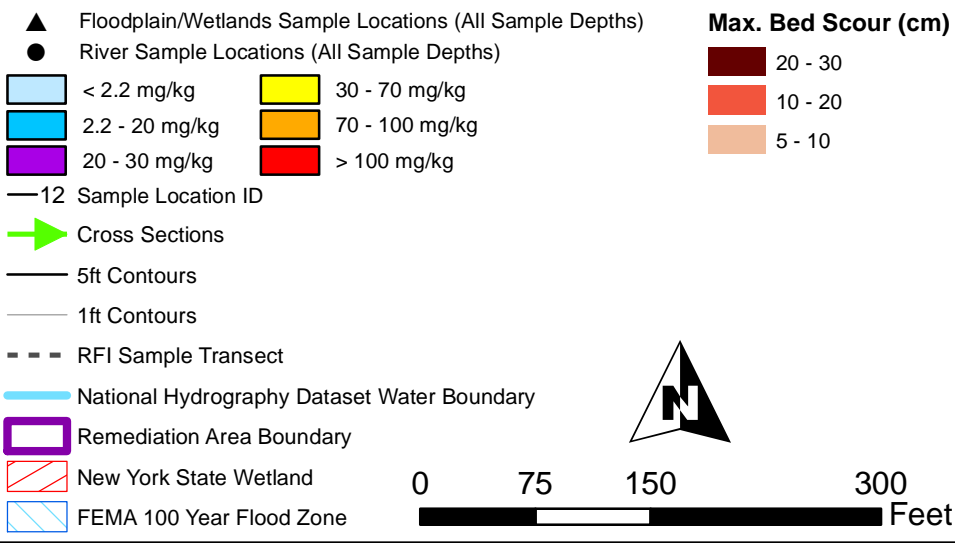 Floodplain/Wetlands Sample Locations (All Sample Depths)
River Sample Locations (All Sample Depths)
< 2.2 mg/kg
30 - 70 mg/kg
2.2 - 20 mg/kg
70 - 100 mg/kg
20 - 30 mg/kg
> 100 mg/kg
12 Sample Location ID
Cross Sections
5ft Contours
1ft Contours
RFI Sample Transect
National Hydrography Dataset Water Boundary
Remediation Area Boundary
New York State Wetland
FEMA 100 Year Flood Zone
Max. Bed Scour (cm)
20 - 30
10 - 20
5 - 10
N
0 75 150 300
Feet